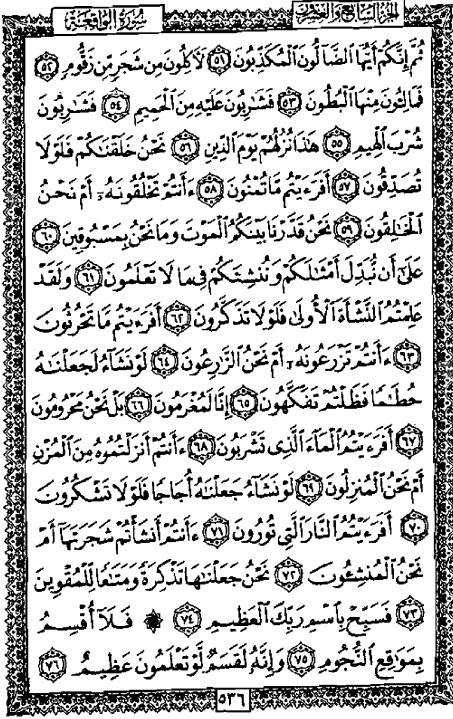 الجزء السابع والعشرون
سورة الواقعة
ثُمَّ إِنَّكُمْ أَيُّهَا الضَّالُّونَ الْمُكَذِّبُونَ ٥١ لَآكِلُونَ مِن شَجَرٍ مِّن زَقُّومٍ ٥٢
فَمَالِئُونَ مِنْهَا الْبُطُونَ ٥٣ فَشَارِبُونَ عَلَيْهِ مِنَ الْحَمِيمِ ٥٤ فَشَارِبُونَ
شُرْبَ الْهِيمِ ٥٥ هَٰذَا نُزُلُهُمْ يَوْمَ الدِّينِ ٥٦ نَحْنُ خَلَقْنَاكُمْ فَلَوْلَا
تُصَدِّقُونَ ٥٧ أَفَرَءَيْتُم مَّا تُمْنُونَ ٥٨ ءَأَنتُمْ تَخْلُقُونَهُۥٓ أَمْ نَحْنُ
الْخَالِقُونَ ٥٩ نَحْنُ قَدَّرْنَا بَيْنَكُمُ الْمَوْتَ وَمَا نَحْنُ بِمَسْبُوقِينَ ٦٠
عَلَىٰٓ أَن نُّبَدِّلَ أَمْثَالَكُمْ وَنُنشِئَكُمْ فِي مَا لَا تَعْلَمُونَ ٦١ وَلَقَدْ
عَلِمْتُمُ النَّشْأَةَ الْأُولَىٰ فَلَوْلَا تَذَكَّرُونَ ٦٢ أَفَرَءَيْتُم مَّا تَحْرُثُونَ
٦٣ ءَأَنتُمْ تَزْرَعُونَهُۥٓ أَمْ نَحْنُ الزَّارِعُونَ ٦٤ لَوْ نَشَآءُ لَجَعَلْنَاهُ
حُطَامًا فَظَلْتُمْ تَفَكَّهُونَ ٦٥ إِنَّا لَمُغْرَمُونَ ٦٦ بَلْ نَحْنُ مَحْرُومُونَ
٦٧ أَفَرَءَيْتُمُ الْمَآءَ الَّذِي تَشْرَبُونَ ٦٨ ءَأَنتُمْ أَنزَلْتُمُوهُ مِنَ الْمُزْنِ
أَمْ نَحْنُ الْمُنزِلُونَ ٦٩ لَوْ نَشَآءُ جَعَلْنَاهُ أُجَاجًا فَلَوْلَا تَشْكُرُونَ
٧٠ أَفَرَءَيْتُمُ النَّارَ الَّتِي تُورُونَ ٧١ ءَأَنتُمْ أَنشَأْتُمْ شَجَرَتَهَآ أَمْ
نَحْنُ الْمُنشِئُونَ ٧٢ نَحْنُ جَعَلْنَاهَا تَذْكِرَةً وَمَتَاعًا لِّلْمُقْوِينَ
٧٣ فَسَبِّحْ بِاسْمِ رَبِّكَ الْعَظِيمِ ٧٤ ۞ فَلَآ أُقْسِمُ
بِمَوَاقِعِ النُّجُومِ ٧٥ وَإِنَّهُۥ لَقَسَمٌ لَّوْ تَعْلَمُونَ عَظِيمٌ ٧٦
٥٣٦